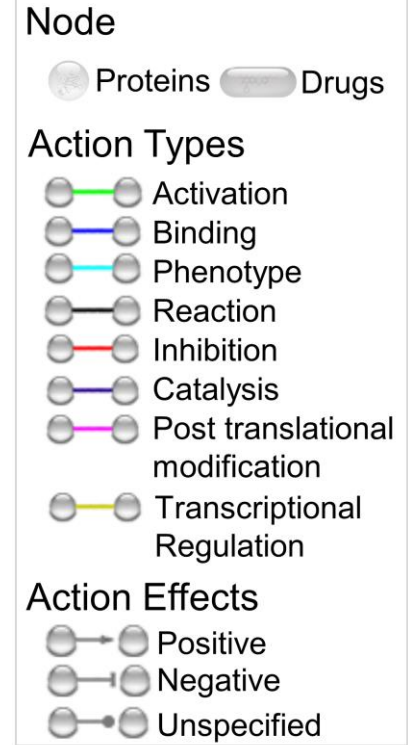 Node
Proteins Drugs
Action Types
Activation
Binding
Phenotype
Reaction
Inhibition
Catalysis
Post translational
modification
Transcriptional
Regulation
Action Effects
Positive
Negative
Unspecified